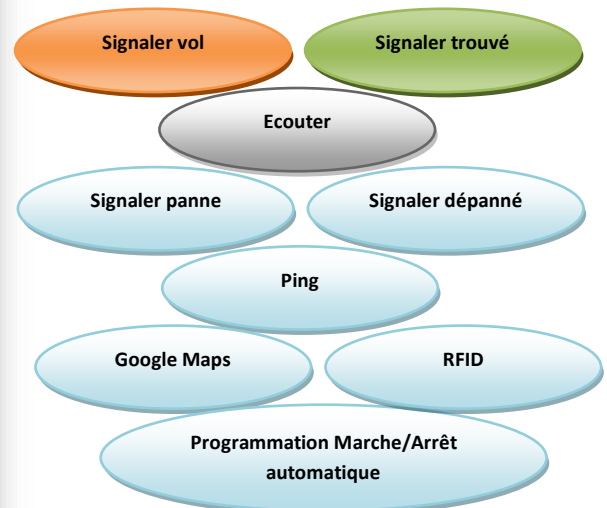 Signaler vol
Signaler trouvé
Ecouter
Signaler panne
Signaler dépanné
Ping
Google Maps
RFID
Programmation Marche/Arrêt
automatique